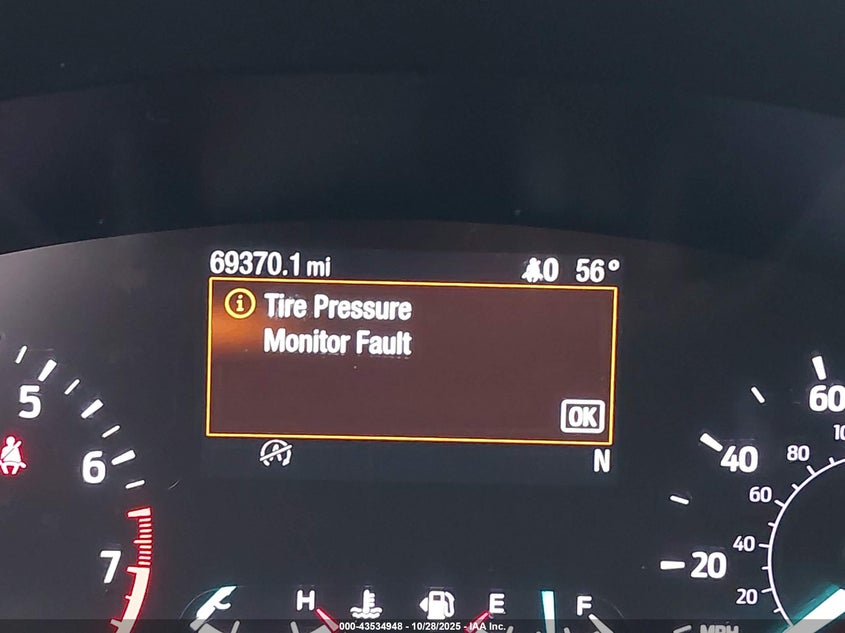 69370.1 mi
0 56°
Tire Pressure
Monitor Fault
OK
N
5
6
7
60
40
20
80
60
40
20
C H
E F
MPH
000-43534948 - 10/28/2025 - IAA Inc.